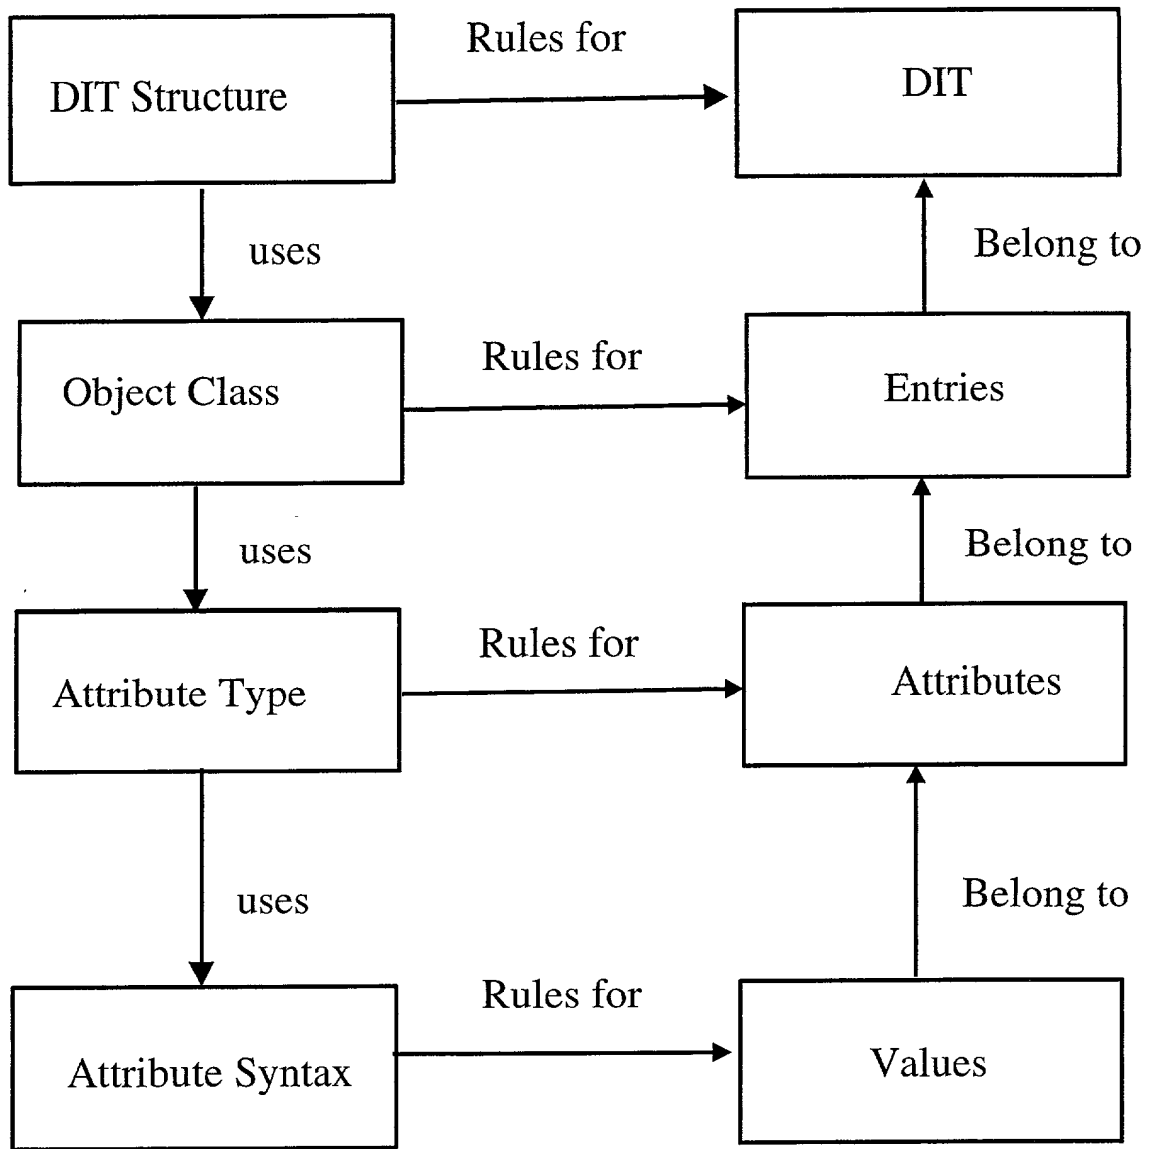 Rules for
DIT Structure
DIT
uses
Belong to
Rules for
Object Class
Entries
uses
Belong to
Rules for
Attribute Type
Attributes
uses
Belong to
Rules for
Attribute Syntax
Values